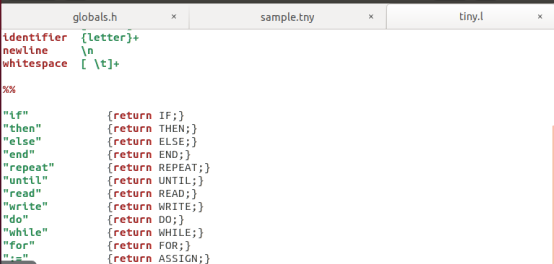 globals.h × sample.tny × tiny.l ×
identifier {letter}+
newline \n
whitespace [ \t]+
%%
"if" {return IF;}
"then" {return THEN;}
"else" {return ELSE;}
"end" {return END;}
"repeat" {return REPEAT;}
"until" {return UNTIL;}
"read" {return READ;}
"write" {return WRITE;}
"do" {return DO;}
"while" {return WHILE;}
"for" {return FOR;}
":=" {return ASSIGN;}